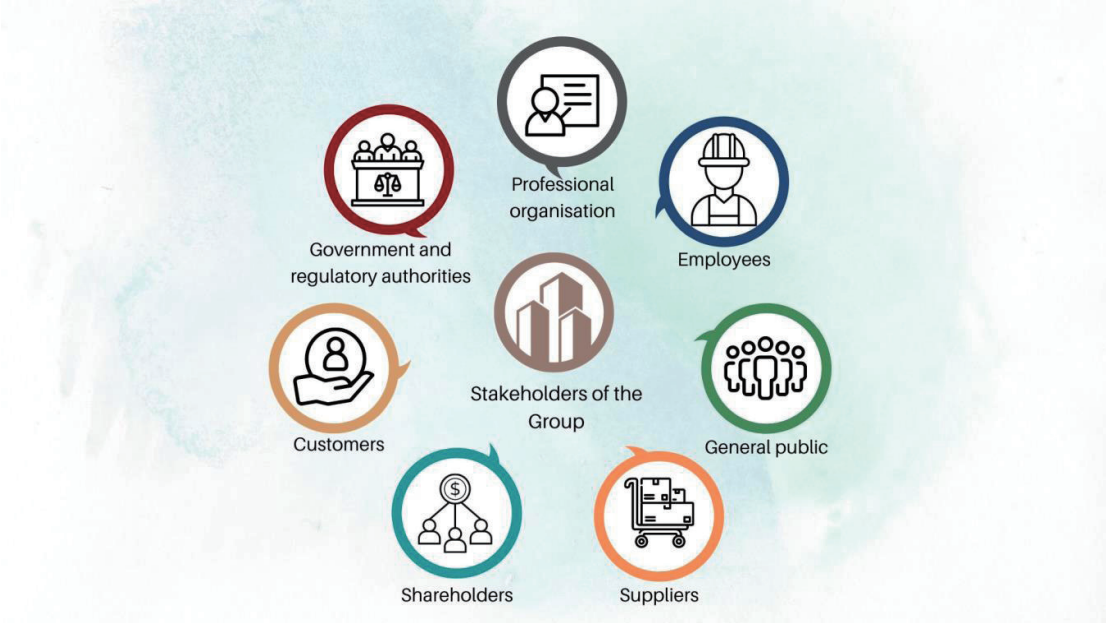 Professional
organisation
Government and
regulatory authorities
Employees
Stakeholders of the
Group
Customers
General public
$
Shareholders
Suppliers